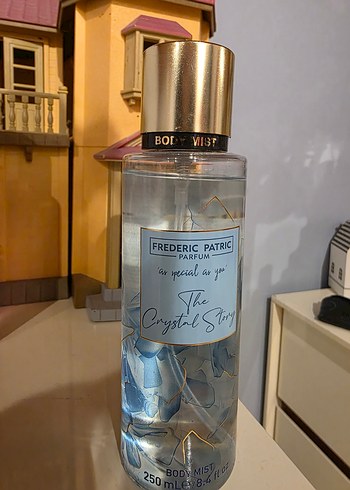 BODY MIST
FREDERIC PATRIC
PARFUM
as special as you
The
Crystal Story
BODY MIST
250 mL e 8.4 fl oz